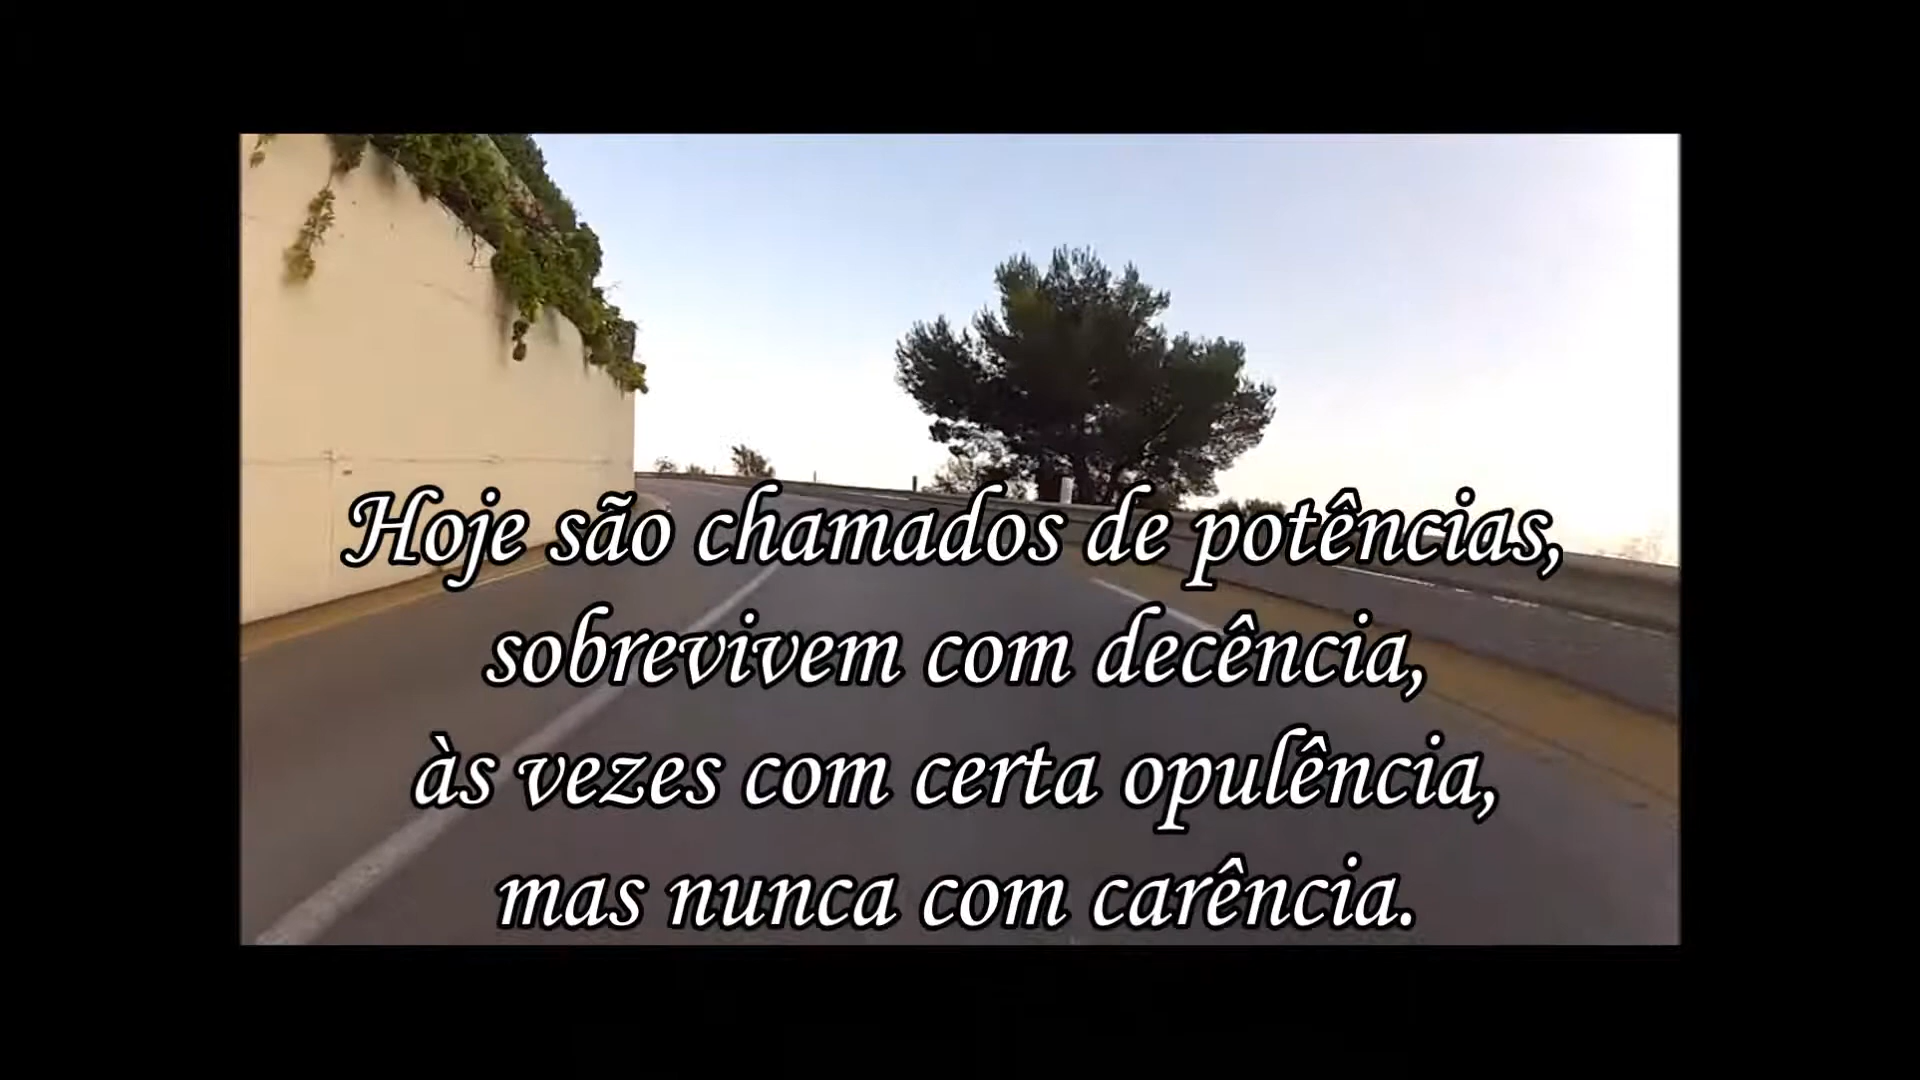 Hoje são chamados de potências,
sobrevivem com decência,
às vezes com certa opulência,
mas nunca com carência.